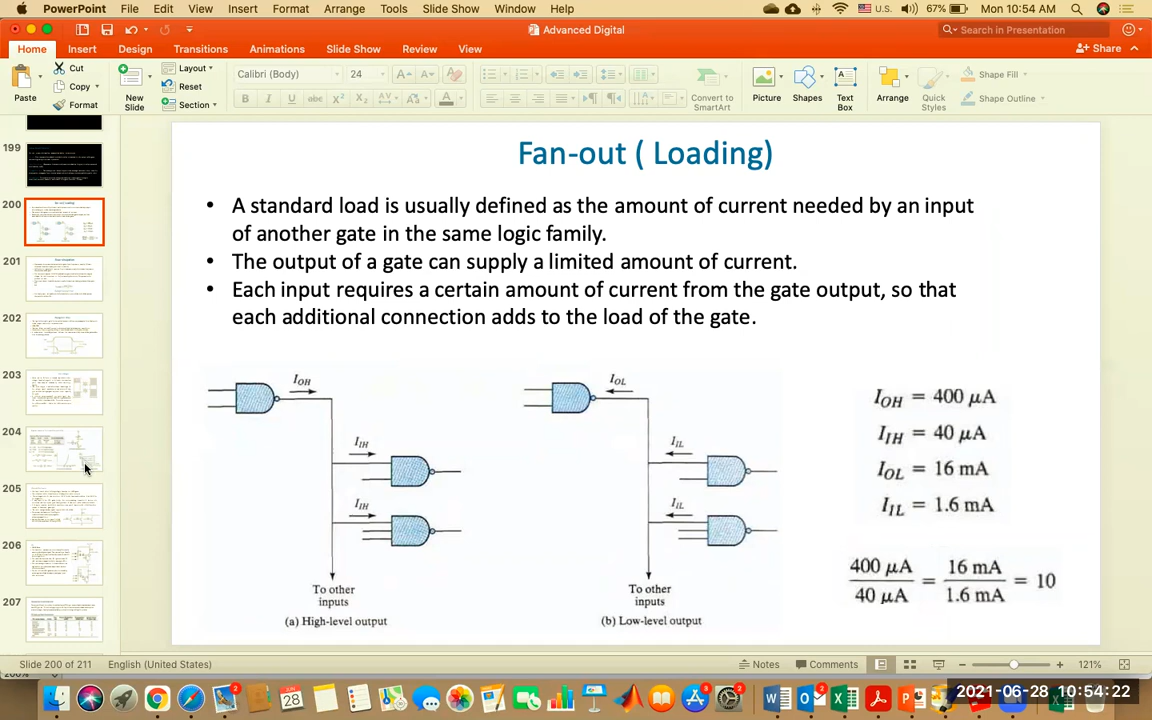 PowerPoint File Edit View Insert Format Arrange Tools Slide Show Window Help 67% U.S. Mon 10:54 AM
Advanced Digital
Search in Presentation
Home Insert Design Transitions Animations Slide Show Review View
Share
Paste
Cut
Copy
Format
New
Slide
Layout
Reset
Section
Calibri (Body) 24
Convert to
SmartArt
Picture
Shapes
Text
Box
Arrange
Quick
Styles
Shape Fill
Shape Outline
199
200
201
202
203
204
205
206
207
Fan-out ( Loading)
• A standard load is usually defined as the amount of current needed by an input
of another gate in the same logic family.
• The output of a gate can supply a limited amount of current.
• Each input requires a certain amount of current from the gate output, so that
each additional connection adds to the load of the gate.
I_OH
I_IH
I_IH
To other
inputs
(a) High-level output
I_OL
I_IL
I_IL
To other
inputs
(b) Low-level output
I_OH = 400 μA
I_IH = 40 μA
I_OL = 16 mA
I_IL = 1.6 mA
400 μA / 40 μA = 16 mA / 1.6 mA = 10
Slide 200 of 211 English (United States)
Notes Comments 121%
2021-06-28 10:54:22